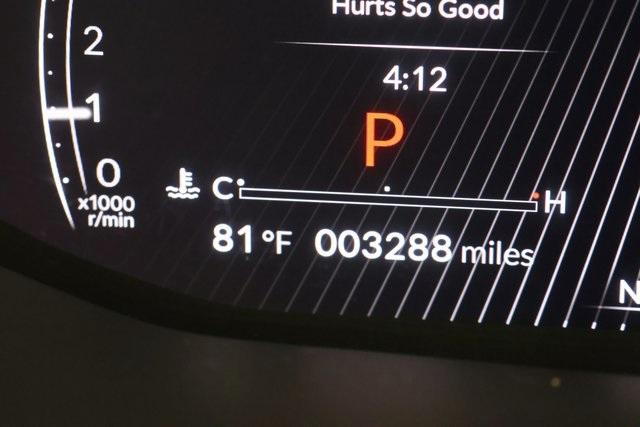 Hurts So Good
4:12
2
1
P
0
x1000
r/min
C H
81 °F 003288 miles
N